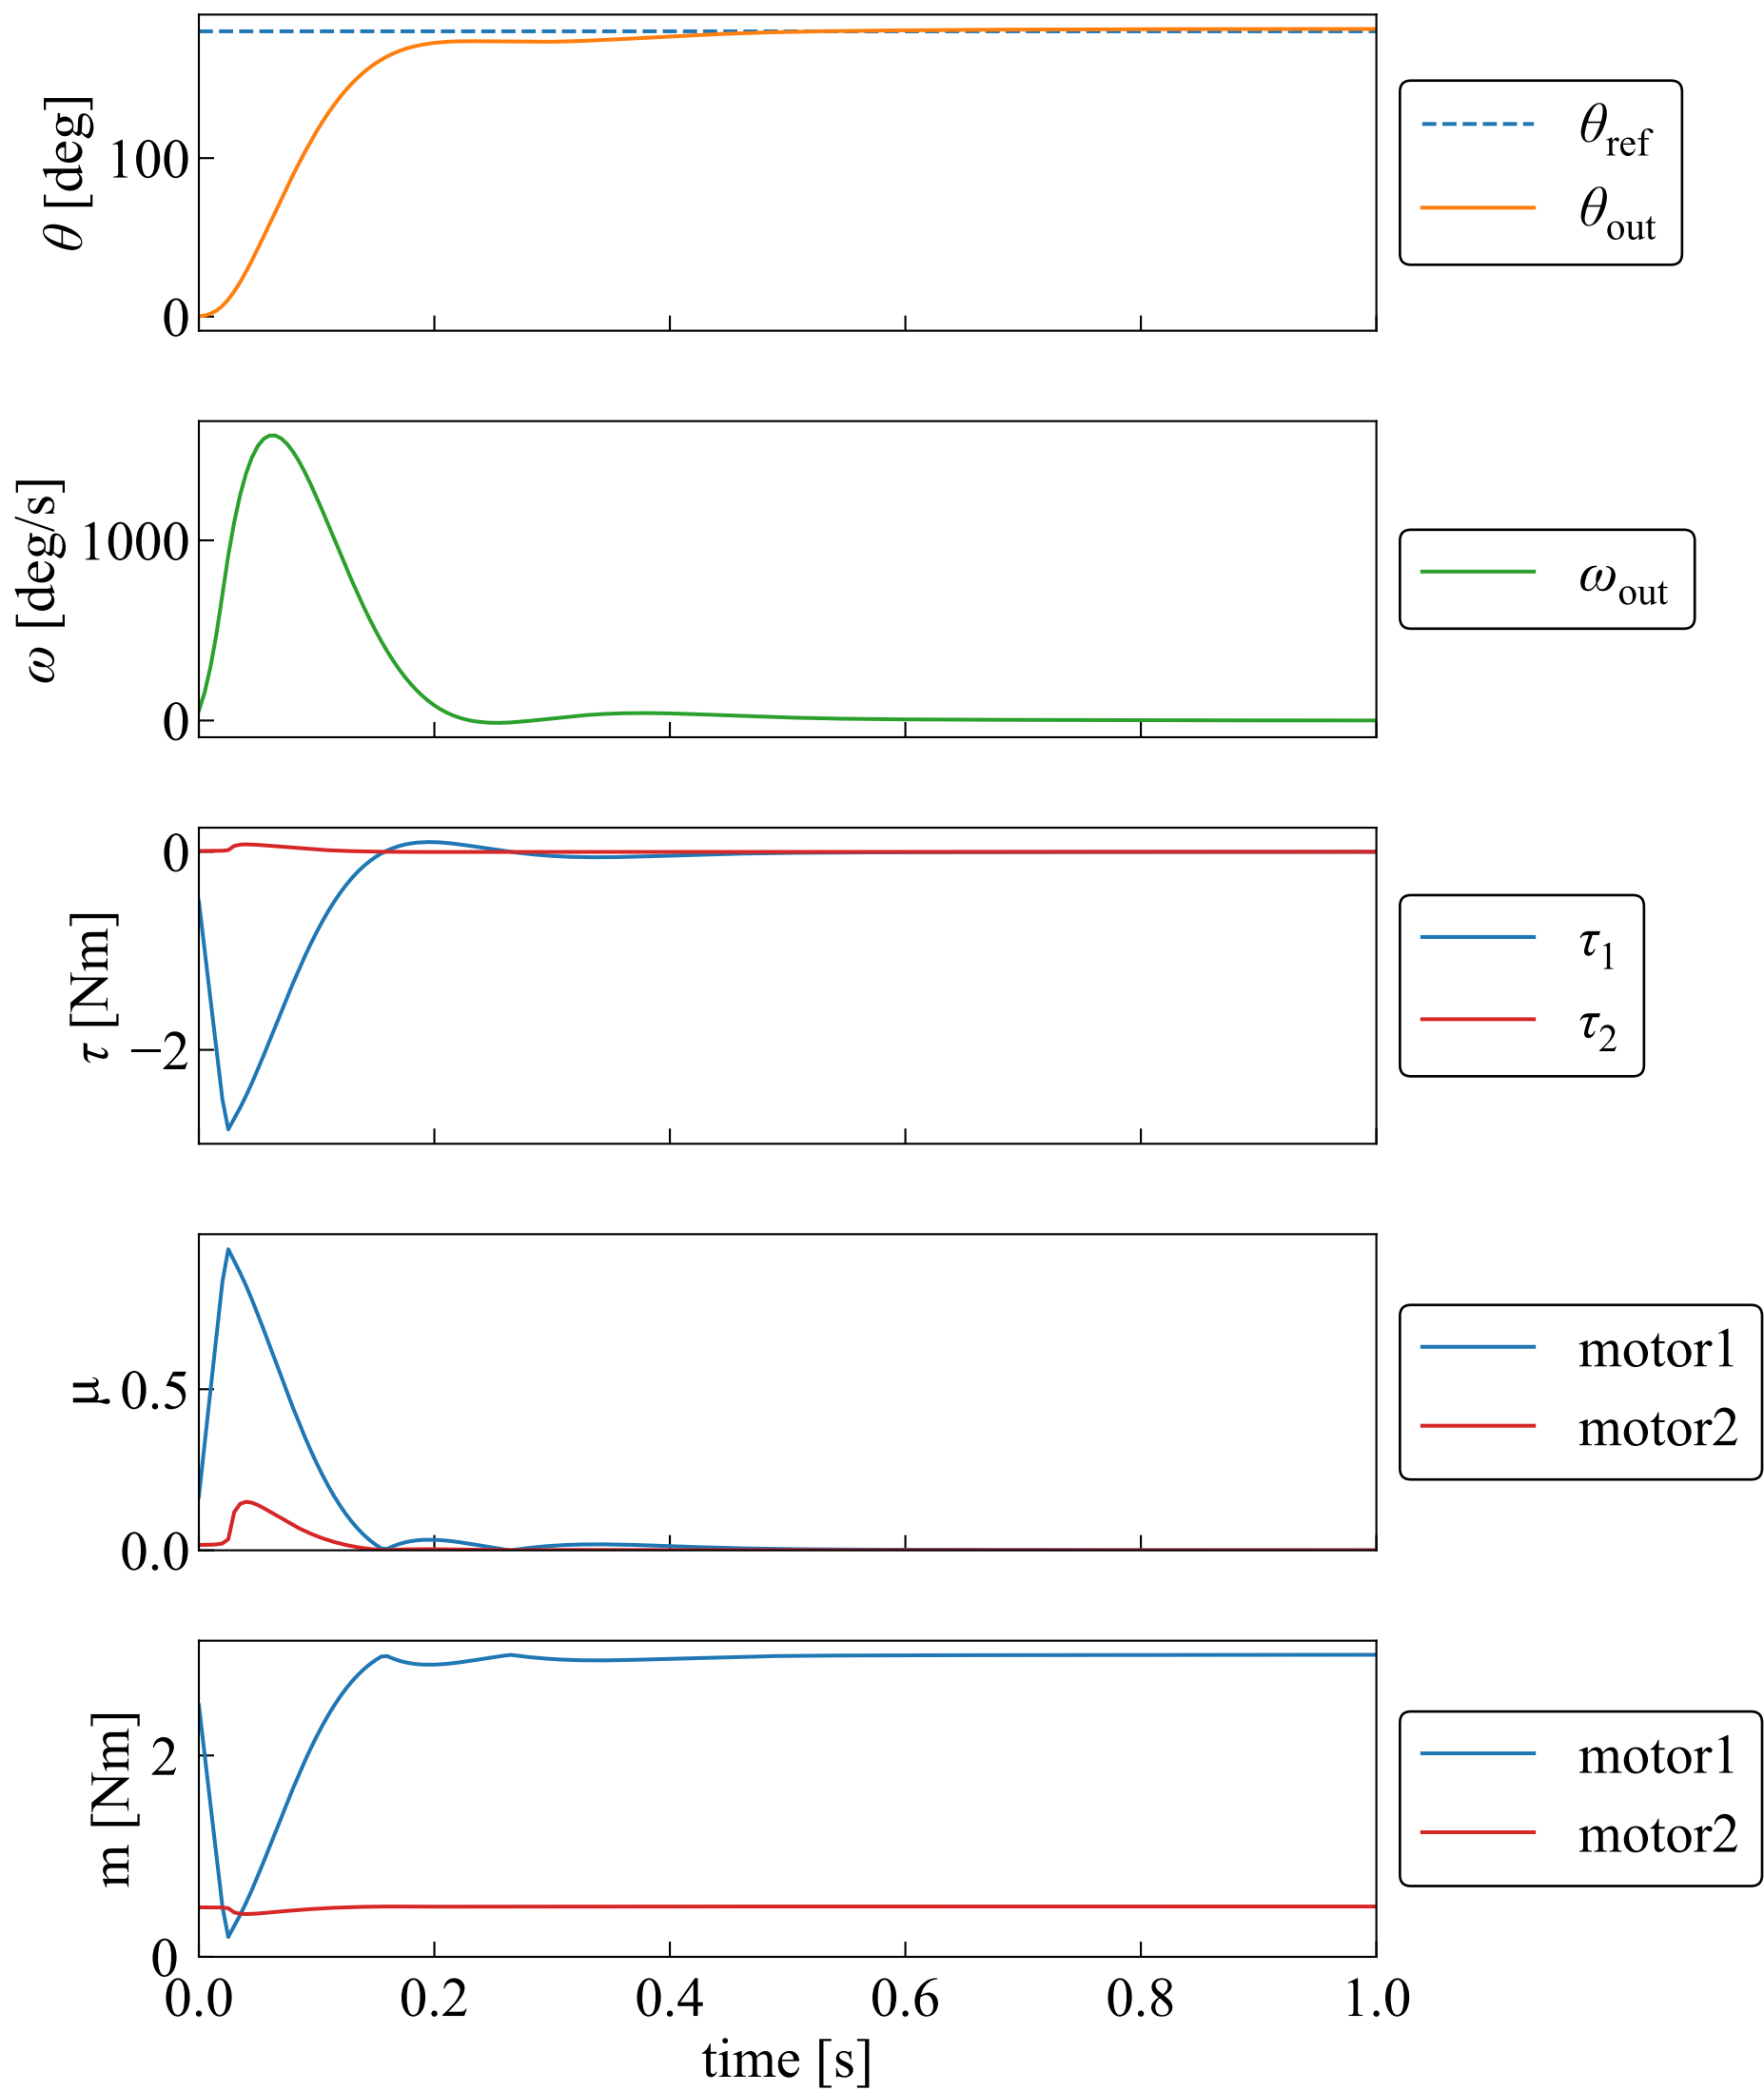 θ [deg]
100
0
θref
θout
ω [deg/s]
1000
0
ωout
τ [Nm]
0
−2
τ1
τ2
μ
0.5
0.0
motor1
motor2
m [Nm]
2
0
motor1
motor2
0.0 0.2 0.4 0.6 0.8 1.0
time [s]